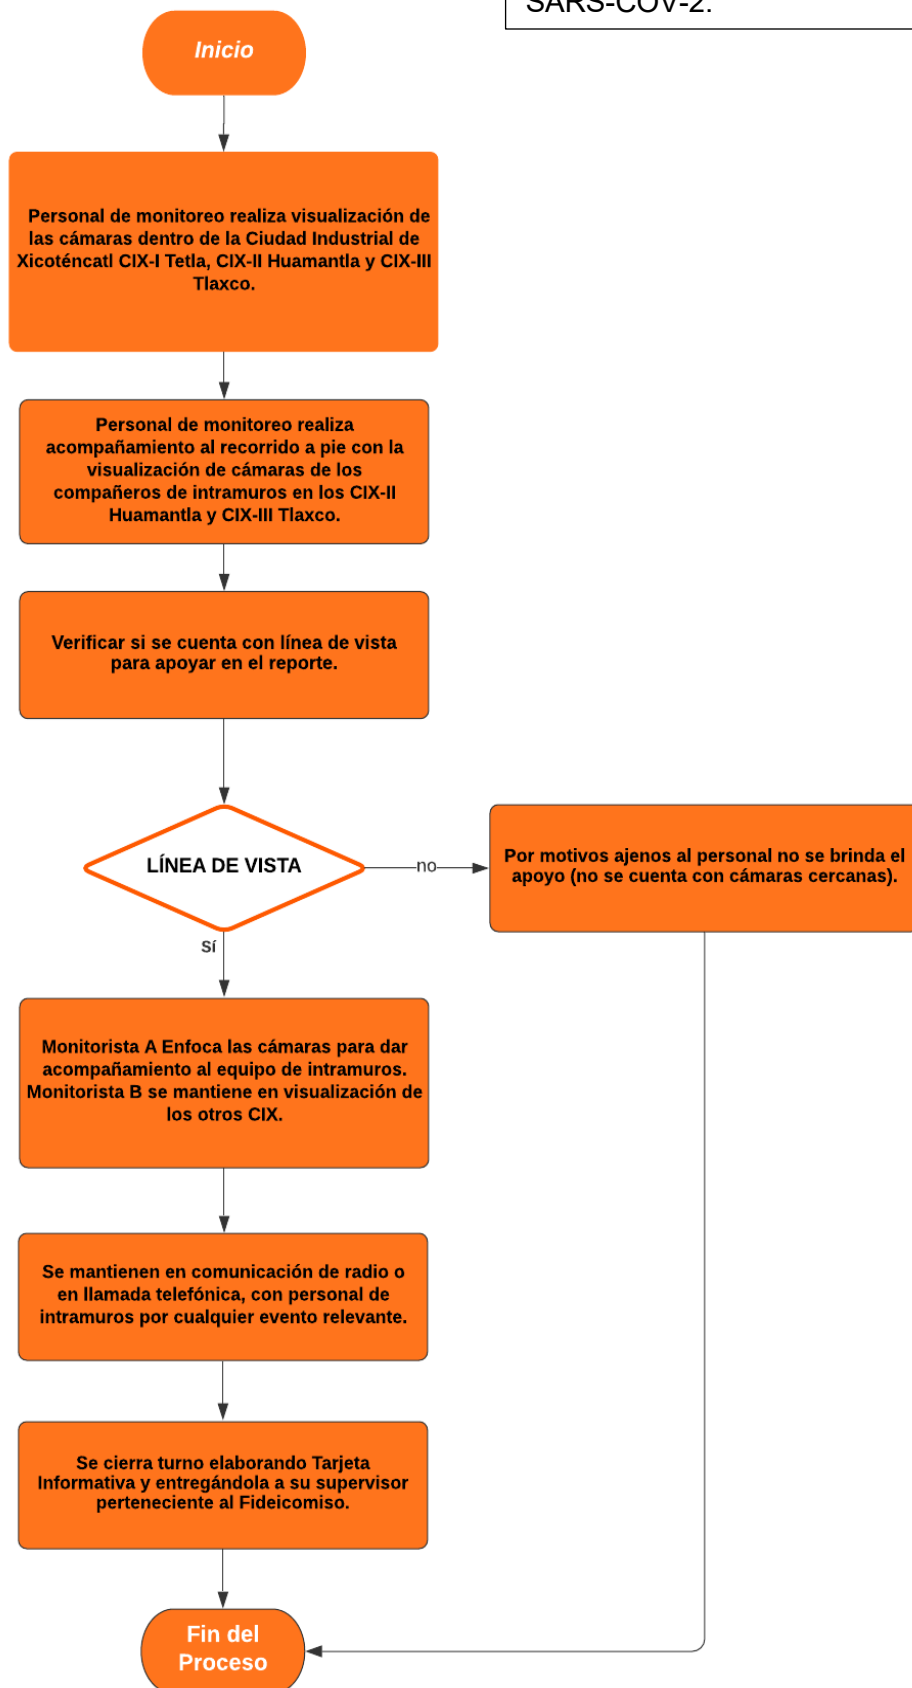 SARS-COV-2.
Inicio
Personal de monitoreo realiza visualización de
las cámaras dentro de la Ciudad Industrial de
Xicoténcatl CIX-I Tetla, CIX-II Huamantla y CIX-III
Tlaxco.
Personal de monitoreo realiza
acompañamiento al recorrido a pie con la
visualización de cámaras de los
compañeros de intramuros en los CIX-II
Huamantla y CIX-III Tlaxco.
Verificar si se cuenta con línea de vista
para apoyar en el reporte.
LÍNEA DE VISTA
no
Por motivos ajenos al personal no se brinda el
apoyo (no se cuenta con cámaras cercanas).
Sí
Monitorista A Enfoca las cámaras para dar
acompañamiento al equipo de intramuros.
Monitorista B se mantiene en visualización de
los otros CIX.
Se mantienen en comunicación de radio o
en llamada telefónica, con personal de
intramuros por cualquier evento relevante.
Se cierra turno elaborando Tarjeta
Informativa y entregándola a su supervisor
perteneciente al Fideicomiso.
Fin del
Proceso